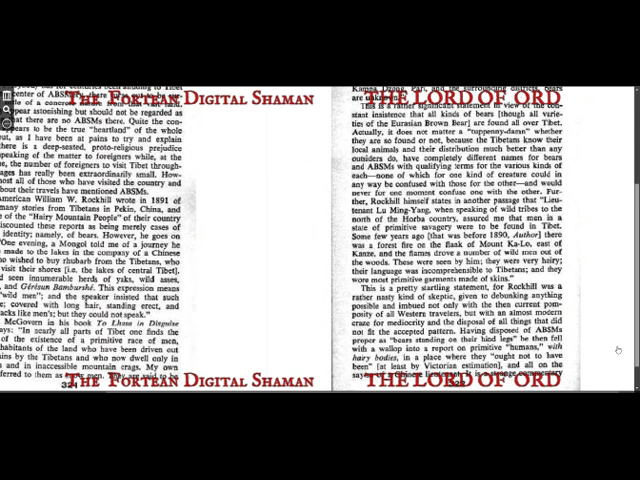 center of ABSMery, there
THE FORTEAN DIGITAL SHAMAN
appear astonishing but should not be regarded as
at there are no ABSMs there. Quite the con-
ppears to be the true "heartland" of the whole
but, as I have been at pains to try and explain
here is a deep-seated, proto-religious prejudice
peaking of the matter to foreigners while, at the
e, the number of foreigners to visit Tibet through-
ages has really been extraordinarily small. How-
most all of those who have visited the country and
bout their travels have mentioned ABSMs.
American William W. Rockhill wrote in 1891 of
many stories from Tibetans in Pekin, China, and
e of the "Hairy Mountain People" of their country
iscounted these reports as being merely cases of
identity; namely, of bears. However, he goes on
"One evening, a Mongol told me of a journey he
made to the lakes in the company of a Chinese
who wished to buy rhubarb from the Tibetans, who
visit their shores [i.e. the lakes of central Tibet].
d seen innumerable herds of yaks, wild asses,
and Gérisun Bamburshé. This expression means
'wild men'; and the speaker insisted that such
; covered with long hair, standing erect, and
acks like men's; but they could not speak."
McGovern in his book To Lhasa in Disguise
ys: "In nearly all parts of Tibet one finds the
of the existence of a primitive race of men,
habitants of the land who have been driven out
ins by the Tibetans and who now dwell only in
and in inaccessible mountain crags. My own
ferred to them as men. They are said to be
THE FORTEAN DIGITAL SHAMAN
Kampa Dzong, Pari, and the surrounding districts, bears
are unknown."
THE LORD OF ORD
This is a rather significant statement in view of the con-
stant insistence that all kinds of bears [though all varie-
ties of the Eurasian Brown Bear] are found all over Tibet.
Actually, it does not matter a "tuppenny-damn" whether
they are so found or not, because the Tibetans know their
local animals and their distribution much better than any
outsiders do, have completely different names for bears
and ABSMs with qualifying terms for the various kinds of
each—none of which for one kind of creature could in
any way be confused with those for the other—and would
never for one moment confuse one with the other. Fur-
ther, Rockhill himself states in another passage that "Lieu-
tenant Lu Ming-Yang, when speaking of wild tribes to the
north of the Horba country, assured me that men in a
state of primitive savagery were to be found in Tibet.
Some few years ago [that was before 1890, Author] there
was a forest fire on the flank of Mount Ka-Lo, east of
Kanze, and the flames drove a number of wild men out of
the woods. These were seen by him; they were very hairy;
their language was incomprehensible to Tibetans; and they
wore most primitive garments made of skins."
This is a pretty startling statement, for Rockhill was a
rather nasty kind of skeptic, given to debunking anything
possible and imbued not only with the then current pom-
posity of all Western travelers, but with an almost modern
craze for mediocrity and the disposal of all things that did
not fit the accepted pattern. Having disposed of ABSMs
proper as "bears standing on their hind legs" he then fell
with a wallop into a report on primitive "humans," with
hairy bodies, in a place where they "ought not to have
been" [at least by Victorian estimation], and all on the
THE LORD OF ORD